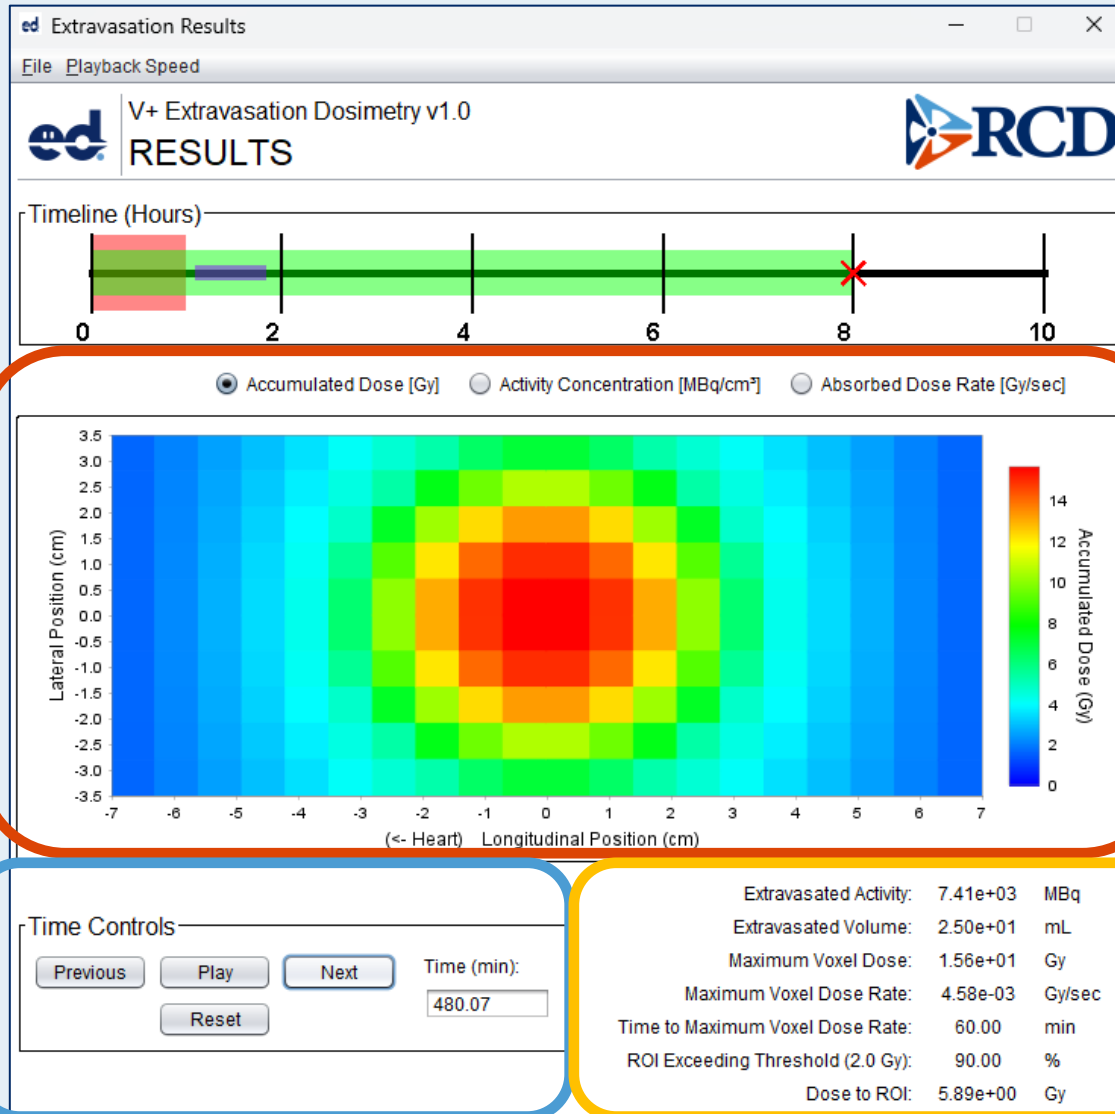 ed Extravasation Results
File Playback Speed
ed. V+ Extravasation Dosimetry v1.0
RESULTS
RCD
Timeline (Hours)
0 2 4 6 8 10
Accumulated Dose [Gy] Activity Concentration [MBq/cm³] Absorbed Dose Rate [Gy/sec]
Lateral Position (cm)
3.5
3.0
2.5
2.0
1.5
1.0
0.5
0.0
-0.5
-1.0
-1.5
-2.0
-2.5
-3.0
-3.5
-7 -6 -5 -4 -3 -2 -1 0 1 2 3 4 5 6 7
(<- Heart) Longitudinal Position (cm)
14
12
10
8
6
4
2
0
Accumulated Dose (Gy)
Time Controls
Previous Play Next
Reset
Time (min):
480.07
Extravasated Activity: 7.41e+03 MBq
Extravasated Volume: 2.50e+01 mL
Maximum Voxel Dose: 1.56e+01 Gy
Maximum Voxel Dose Rate: 4.58e-03 Gy/sec
Time to Maximum Voxel Dose Rate: 60.00 min
ROI Exceeding Threshold (2.0 Gy): 90.00 %
Dose to ROI: 5.89e+00 Gy